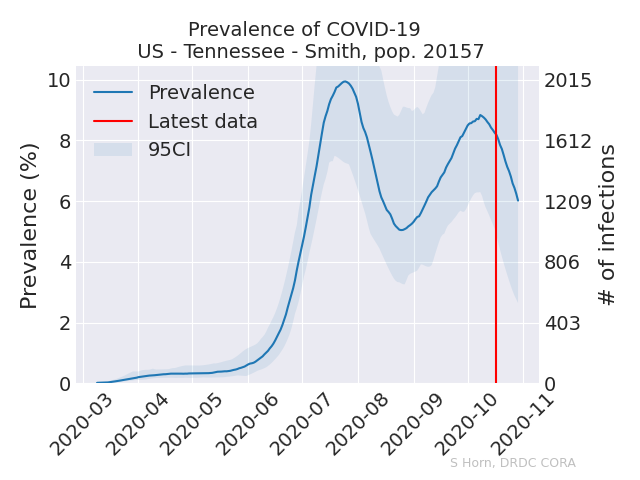 Prevalence of COVID-19
US - Tennessee - Smith, pop. 20157
Prevalence
Latest data
95CI
Prevalence (%)
10
8
6
4
2
0
2015
1612
1209
806
403
0
# of infections
2020-03
2020-04
2020-05
2020-06
2020-07
2020-08
2020-09
2020-10
2020-11
S Horn, DRDC CORA